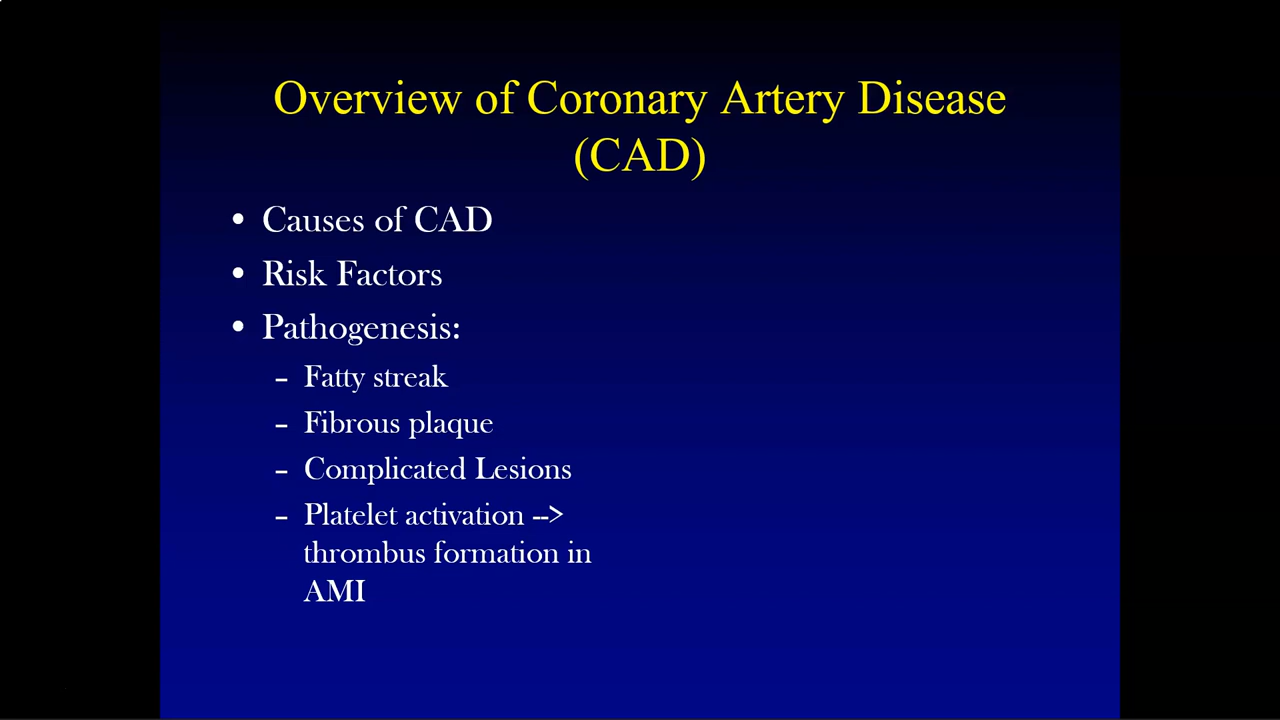 Overview of Coronary Artery Disease
(CAD)
• Causes of CAD
• Risk Factors
• Pathogenesis:
– Fatty streak
– Fibrous plaque
– Complicated Lesions
– Platelet activation -->
thrombus formation in
AMI